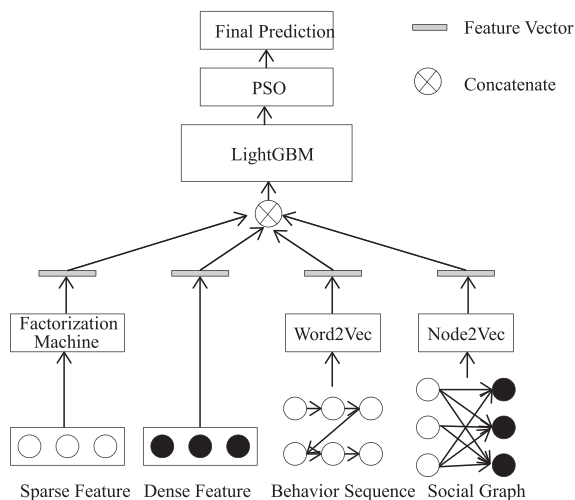 Final Prediction
Feature Vector
PSO
Concatenate
LightGBM
Factorization
Machine
Word2Vec
Node2Vec
Sparse Feature
Dense Feature
Behavior Sequence
Social Graph